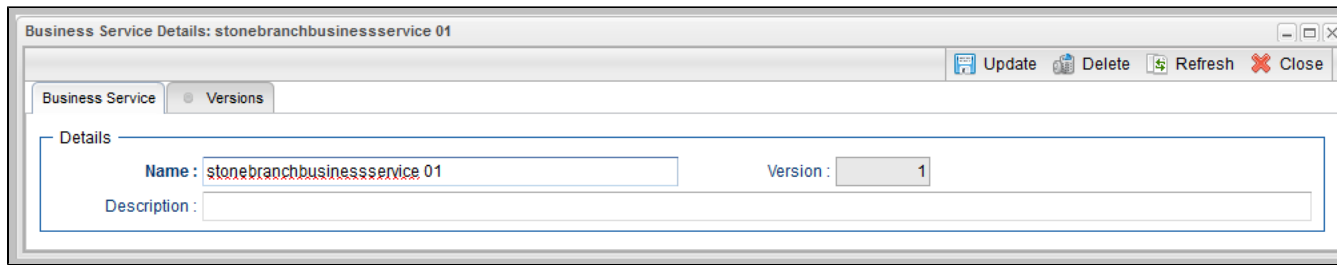 Business Service Details: stonebranchbusinessservice 01
Update Delete Refresh Close
Business Service Versions
Details
Name : stonebranchbusinessservice 01 Version : 1
Description :